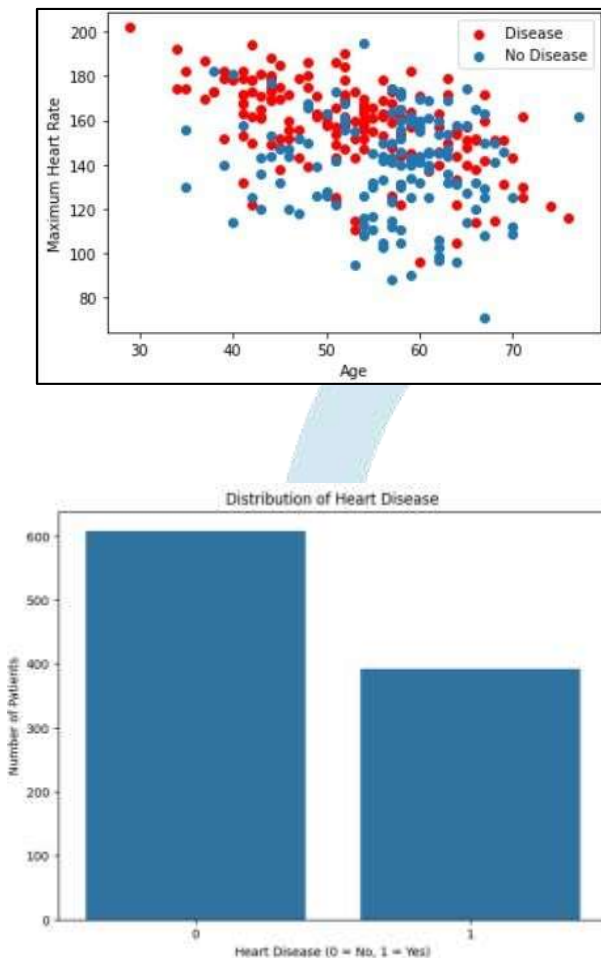 200
180
160
140
120
100
80
Maximum Heart Rate
Disease
No Disease
30 40 50 60 70
Age
Distribution of Heart Disease
600
500
400
300
200
100
0
Number of Patients
0 1
Heart Disease (0 = No, 1 = Yes)